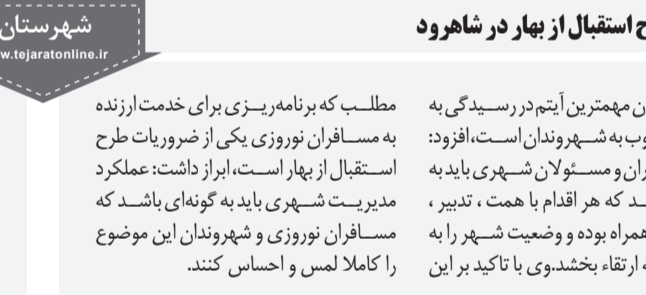 ح استقبال از بهار در شاهرود
شهرستان
w.tejaratonline.ir
ن مهمترین آیتم در رسیدگی به
وب به شهروندان است، افزود:
ران و مسئولان شهری باید به
ـد که هر اقدام با همت ، تدبیر ،
همراه بوده و وضعیت شهر را به
ه ارتقاء بخشد.وی با تاکید بر این
مطلب که برنامه‌ریزی برای خدمت ارزنده
به مسافران نوروزی یکی از ضروریات طرح
استقبال از بهار است، ابراز داشت: عملکرد
مدیریت شهری باید به گونه‌ای باشد که
مسافران نوروزی و شهروندان این موضوع
را کاملا لمس و احساس کنند.